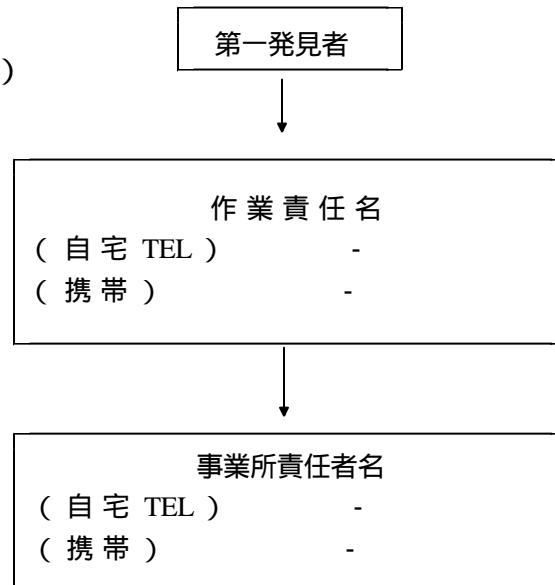 第一発見者
)
作業責任名
( 自宅 TEL ) -
( 携帯 ) -
事業所責任者名
( 自宅 TEL ) -
( 携帯 ) -